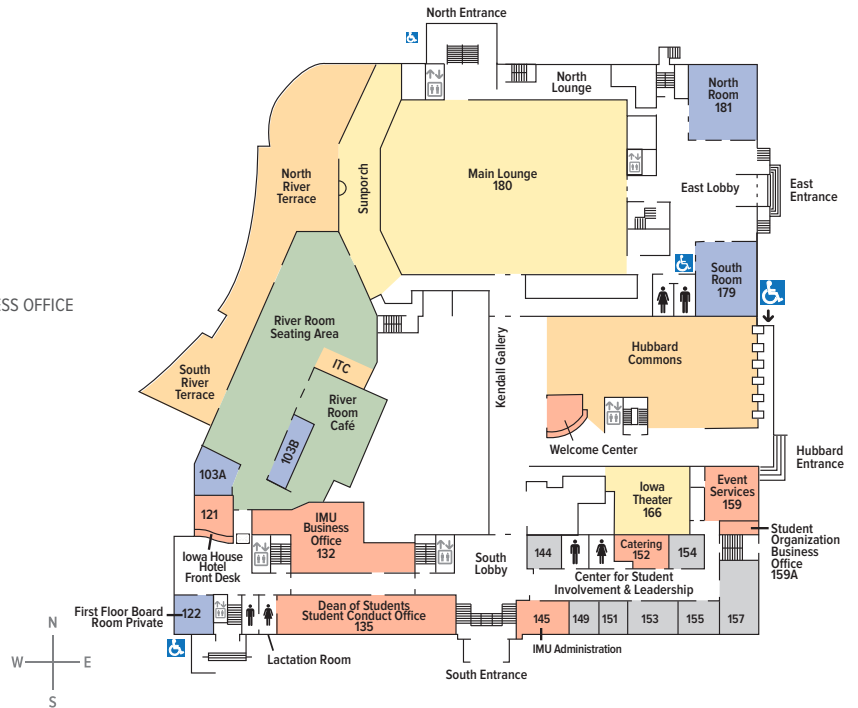 North Entrance
North
Lounge
North
Room
181
North
River
Terrace
Sunporch
Main Lounge
180
East Lobby
East
Entrance
South
Room
179
ESS OFFICE
River Room
Seating Area
Kendall Gallery
Hubbard
Commons
ITC
South
River
Terrace
River
Room
Café
103B
Welcome Center
Hubbard
Entrance
103A
Iowa
Theater
166
Event
Services
159
121
IMU
Business
Office
132
Student
Organization
Business
Office
159A
Iowa House
Hotel
Front Desk
South
Lobby
144
Catering
152
154
Center for Student
Involvement & Leadership
First Floor Board
Room Private
122
Dean of Students
Student Conduct Office
135
145
149
151
153
155
157
IMU Administration
Lactation Room
South Entrance
N
W
E
S